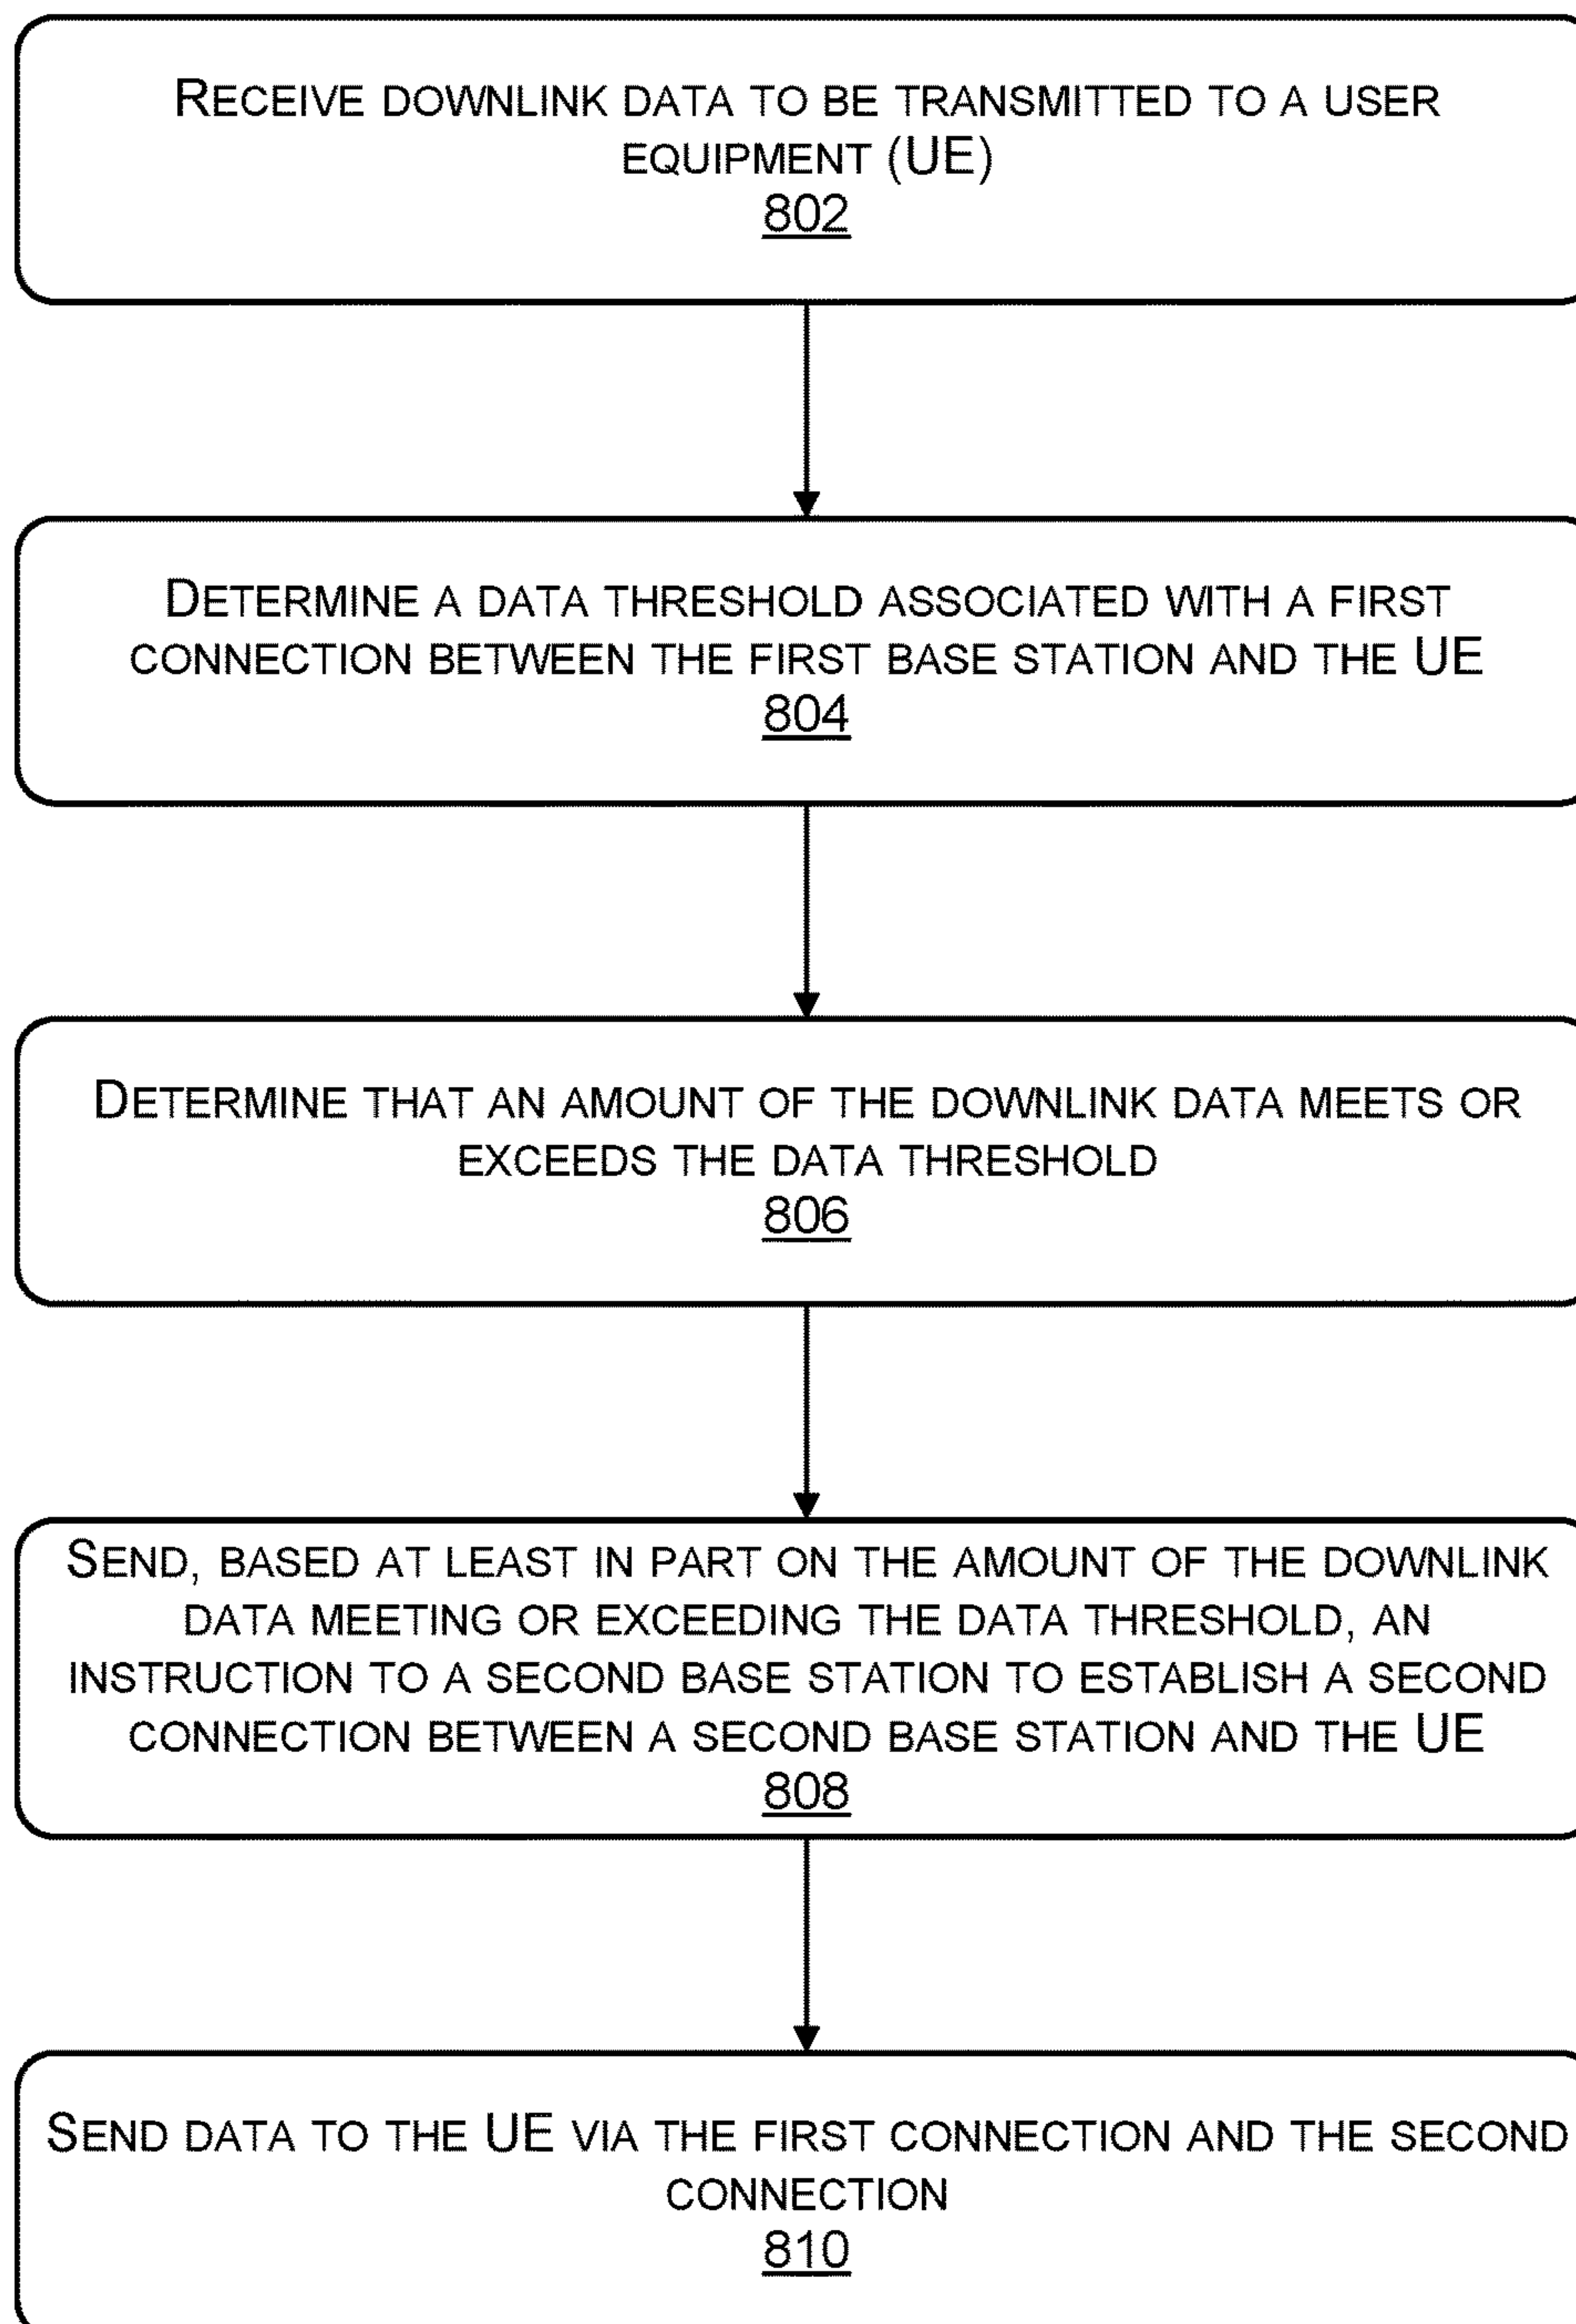 RECEIVE DOWNLINK DATA TO BE TRANSMITTED TO A USER
EQUIPMENT (UE)
802
DETERMINE A DATA THRESHOLD ASSOCIATED WITH A FIRST
CONNECTION BETWEEN THE FIRST BASE STATION AND THE UE
804
DETERMINE THAT AN AMOUNT OF THE DOWNLINK DATA MEETS OR
EXCEEDS THE DATA THRESHOLD
806
SEND, BASED AT LEAST IN PART ON THE AMOUNT OF THE DOWNLINK
DATA MEETING OR EXCEEDING THE DATA THRESHOLD, AN
INSTRUCTION TO A SECOND BASE STATION TO ESTABLISH A SECOND
CONNECTION BETWEEN A SECOND BASE STATION AND THE UE
808
SEND DATA TO THE UE VIA THE FIRST CONNECTION AND THE SECOND
CONNECTION
810